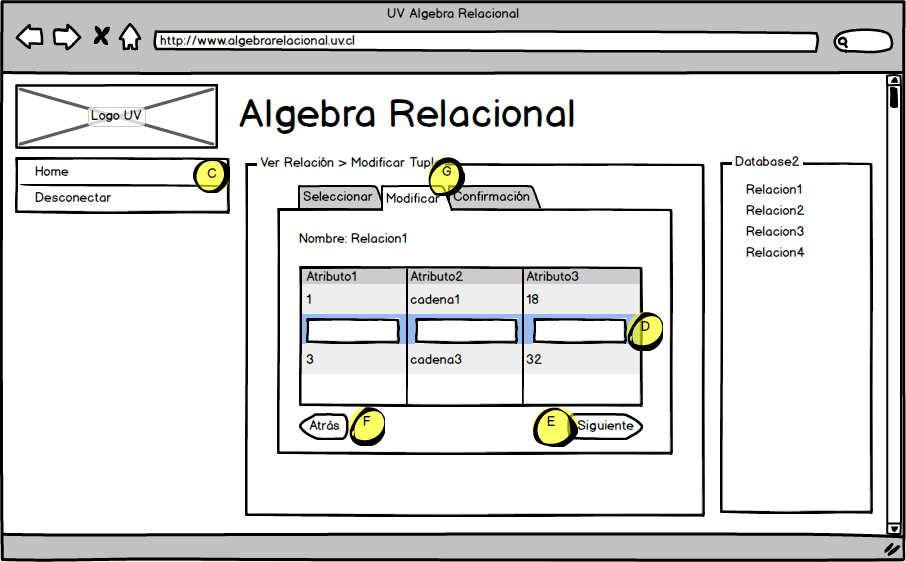 UV Algebra Relacional
http://www.algebrarelacional.uv.cl
Logo UV
Algebra Relacional
Home
C
Desconectar
Ver Relación > Modificar Tupla
G
Seleccionar
Modificar
Confirmación
Nombre: Relacion1
Atributo1 Atributo2 Atributo3
1 cadena1 18
D
3 cadena3 32
Atrás
F
E
Siguiente
Database2
Relacion1
Relacion2
Relacion3
Relacion4